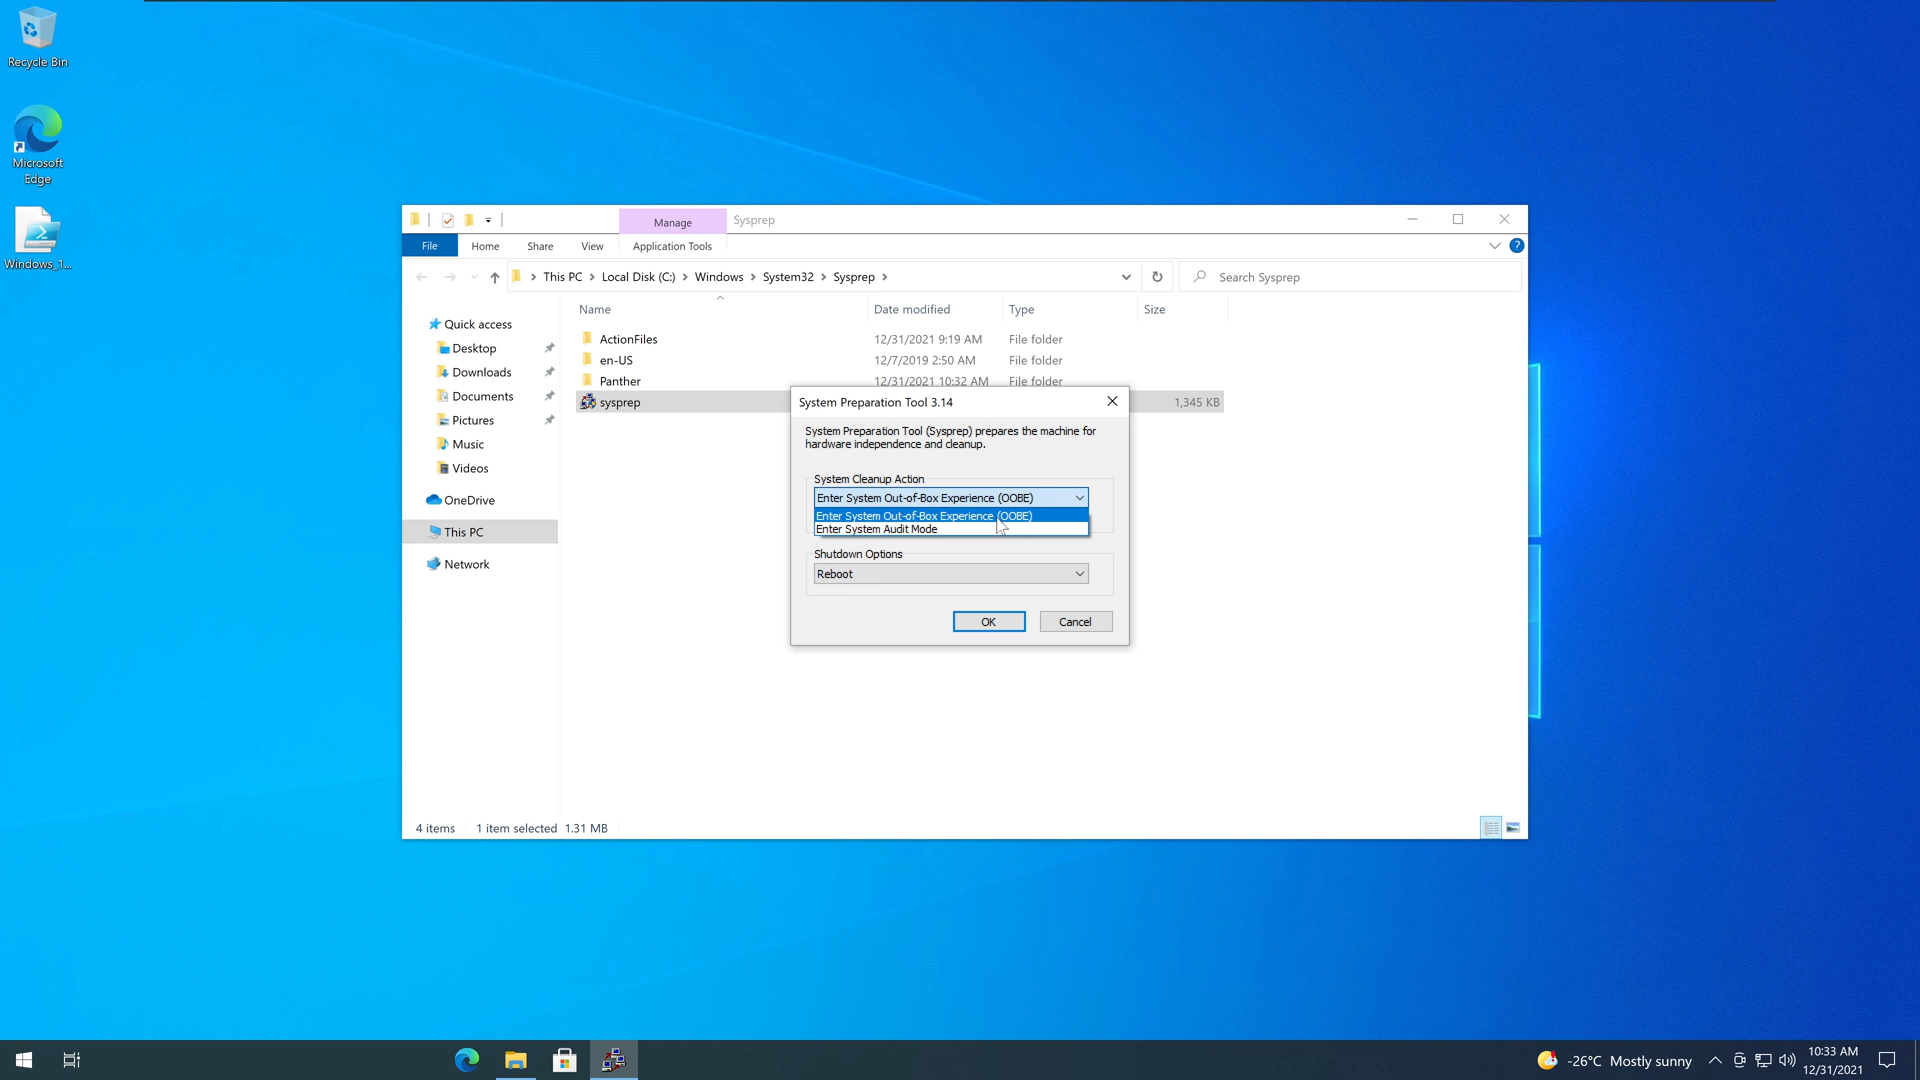 Recycle Bin
Microsoft
Edge
Windows_1...
Manage
Sysprep
File
Home
Share
View
Application Tools
This PC
Local Disk (C:)
Windows
System32
Sysprep
Search Sysprep
Name
Date modified
Type
Size
Quick access
Desktop
Downloads
Documents
Pictures
Music
Videos
OneDrive
This PC
Network
ActionFiles 12/31/2021 9:19 AM File folder
en-US 12/7/2019 2:50 AM File folder
Panther 12/31/2021 10:32 AM File folder
sysprep 1,345 KB
System Preparation Tool 3.14
System Preparation Tool (Sysprep) prepares the machine for
hardware independence and cleanup.
System Cleanup Action
Enter System Out-of-Box Experience (OOBE)
Enter System Out-of-Box Experience (OOBE)
Enter System Audit Mode
Shutdown Options
Reboot
OK
Cancel
4 items
1 item selected 1.31 MB
-26°C Mostly sunny
10:33 AM
12/31/2021